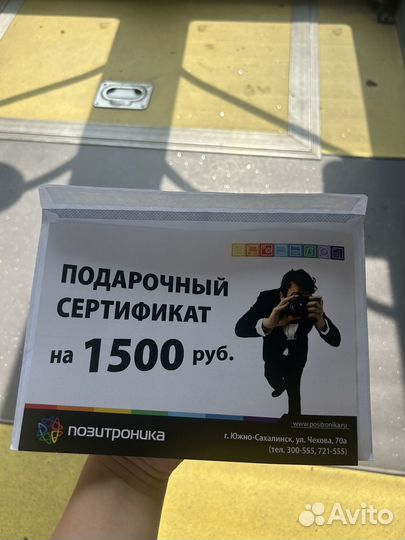 ПОДАРОЧНЫЙ
СЕРТИФИКАТ
на 1500 руб.
www.positronika.ru
позитроника
г. Южно-Сахалинск, ул. Чехова, 70а
(тел. 300-555, 721-555)
Avito